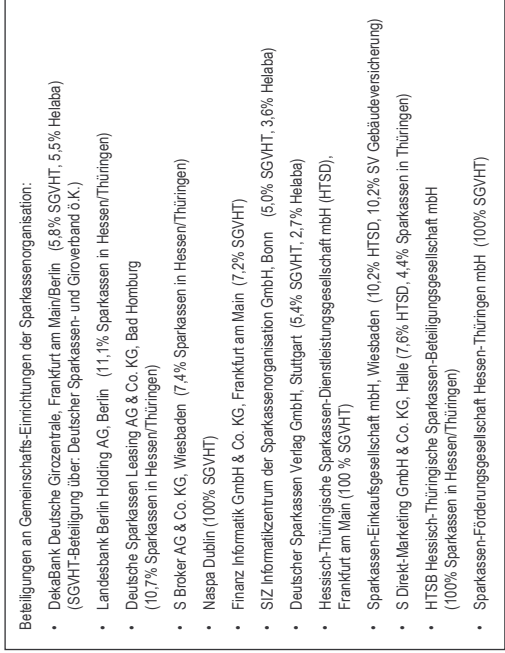 Beteiligungen an Gemeinschafts-Einrichtungen der Sparkassenorganisation:
• DekaBank Deutsche Girozentrale, Frankfurt am Main/Berlin (5,8% SGVHT, 5,5% Helaba)
(SGVHT-Beteiligung über: Deutscher Sparkassen- und Giroverband ö.K.)
• Landesbank Berlin Holding AG, Berlin (11,1% Sparkassen in Hessen/Thüringen)
• Deutsche Sparkassen Leasing AG & Co. KG, Bad Homburg
(10,7% Sparkassen in Hessen/Thüringen)
• S Broker AG & Co. KG, Wiesbaden (7,4% Sparkassen in Hessen/Thüringen)
• Naspa Dublin (100% SGVHT)
• Finanz Informatik GmbH & Co. KG, Frankfurt am Main (7,2% SGVHT)
• SIZ Informatikzentrum der Sparkassenorganisation GmbH, Bonn (5,0% SGVHT, 3,6% Helaba)
• Deutscher Sparkassen Verlag GmbH, Stuttgart (5,4% SGVHT, 2,7% Helaba)
• Hessisch-Thüringische Sparkassen-Dienstleistungsgesellschaft mbH (HTSD),
Frankfurt am Main (100 % SGVHT)
• Sparkassen-Einkaufsgesellschaft mbH, Wiesbaden (10,2% HTSD, 10,2% SV Gebäudeversicherung)
• S Direkt-Marketing GmbH & Co. KG, Halle (7,6% HTSD, 4,4% Sparkassen in Thüringen)
• HTSB Hessisch-Thüringische Sparkassen-Beteiligungsgesellschaft mbH
(100% Sparkassen in Hessen/Thüringen)
• Sparkassen-Förderungsgesellschaft Hessen-Thüringen mbH (100% SGVHT)